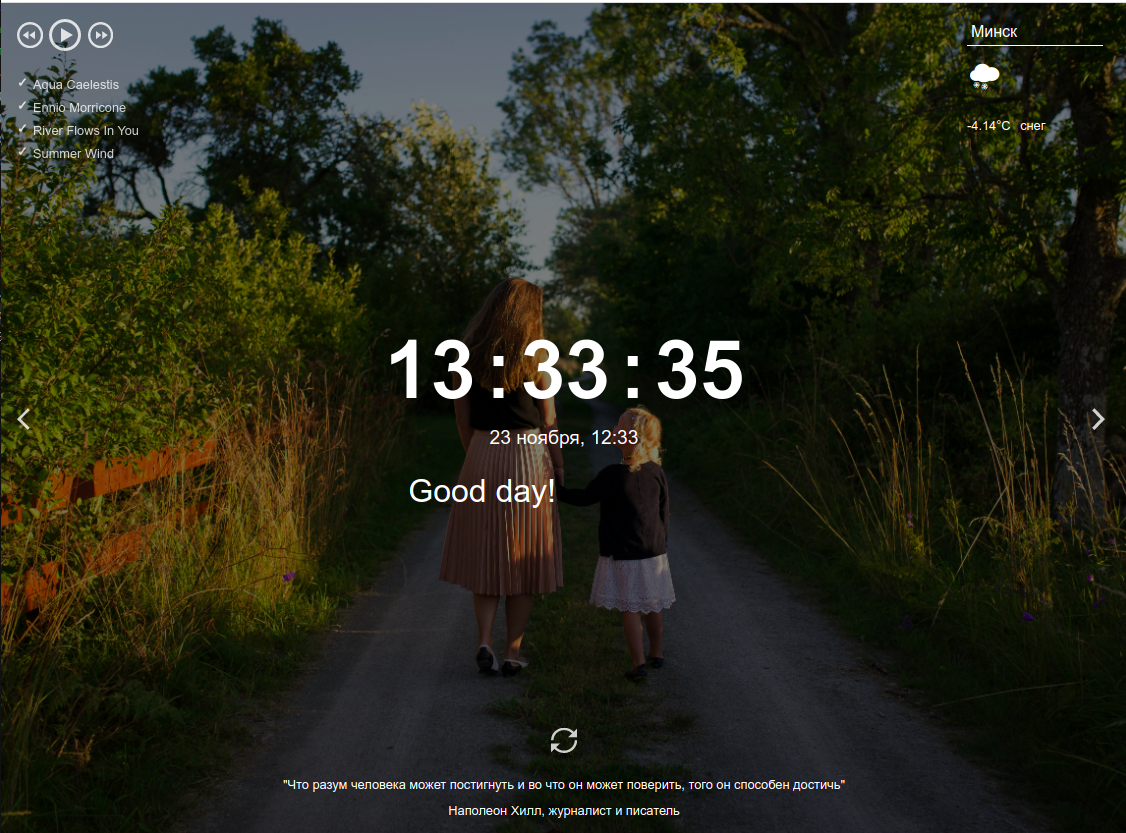 Минск
Aqua Caelestis
Ennio Morricone
River Flows In You
Summer Wind
-4.14°C снег
13:33:35
23 ноября, 12:33
Good day!
"Что разум человека может постигнуть и во что он может поверить, того он способен достичь"
Наполеон Хилл, журналист и писатель